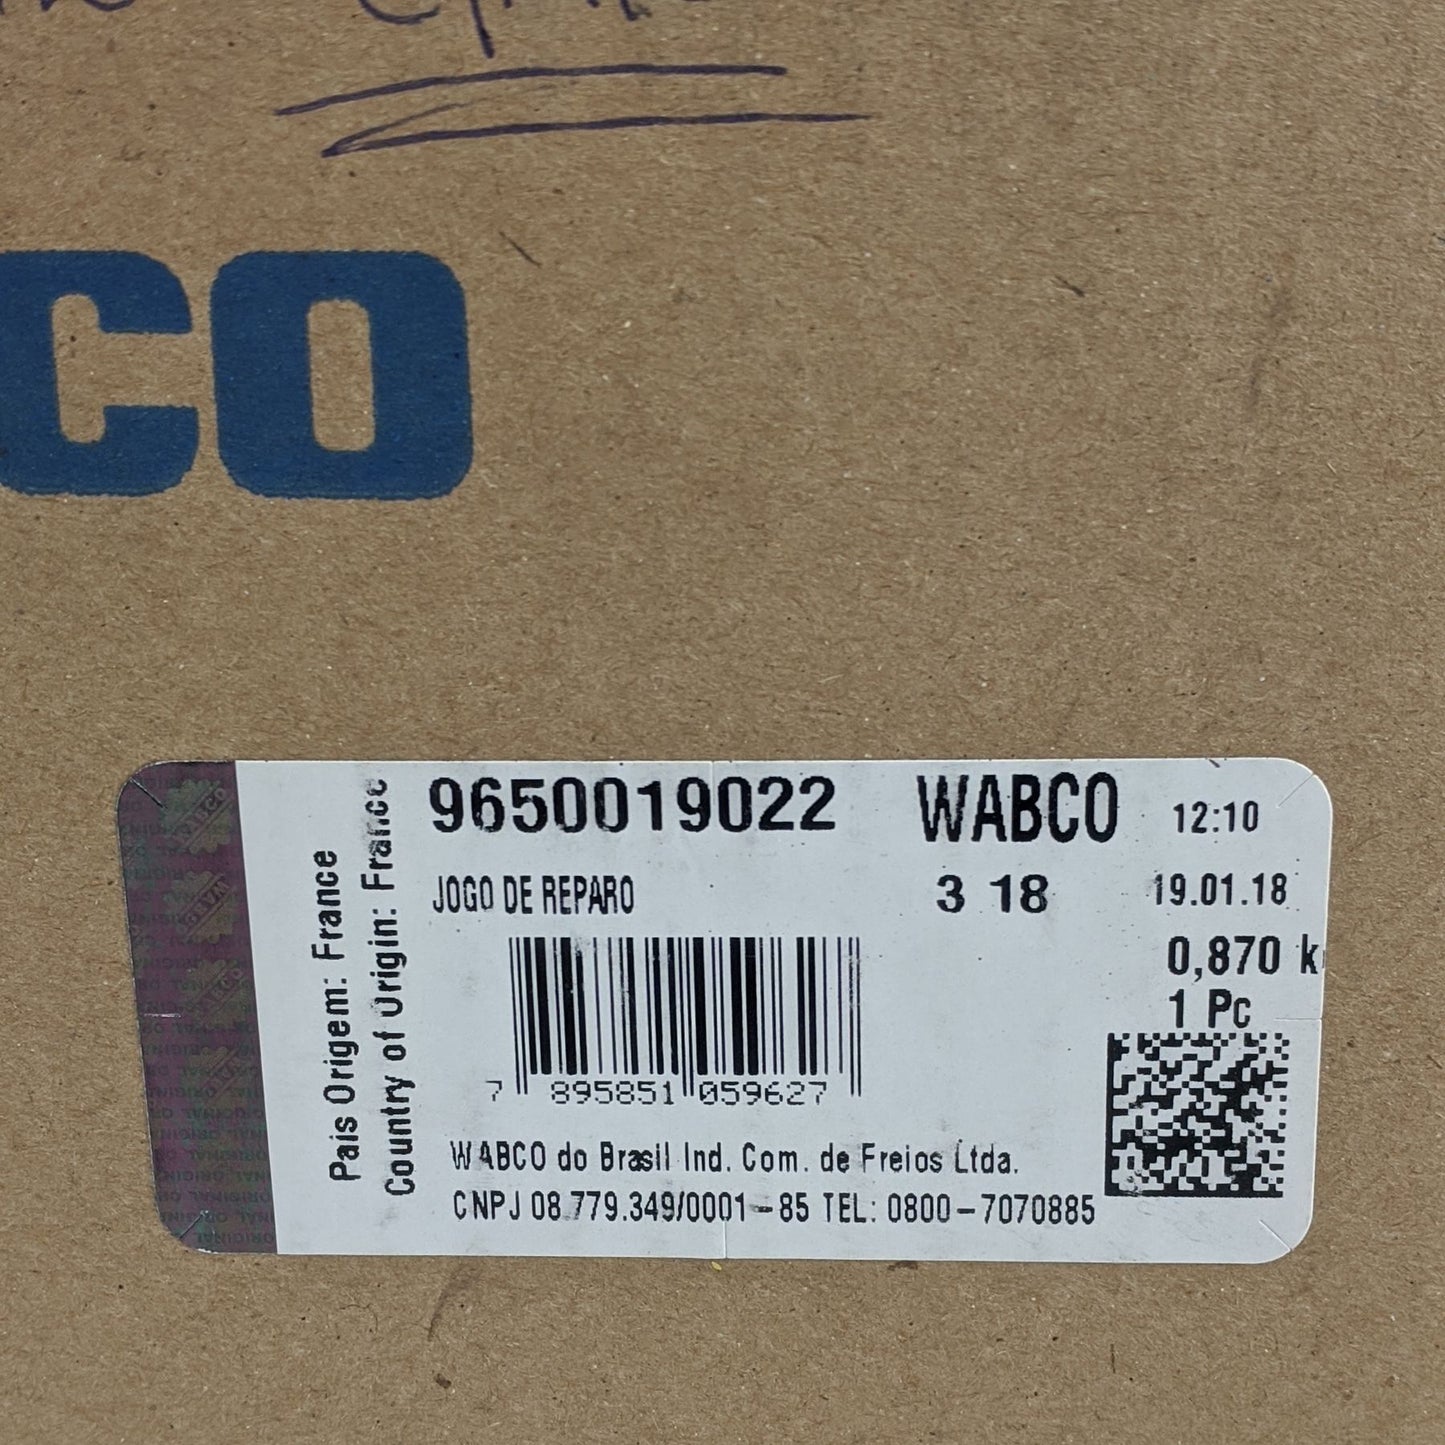 CO
9650019022 WABCO 12:10
JOGO DE REPARO 3 18 19.01.18
0,870 k
1 Pc
Pais Origem: France
Country of Origin: France
7 895851 059627
WABCO do Brasil Ind. Com. de Freios Ltda.
CNPJ 08.779.349/0001-85 TEL: 0800-7070885